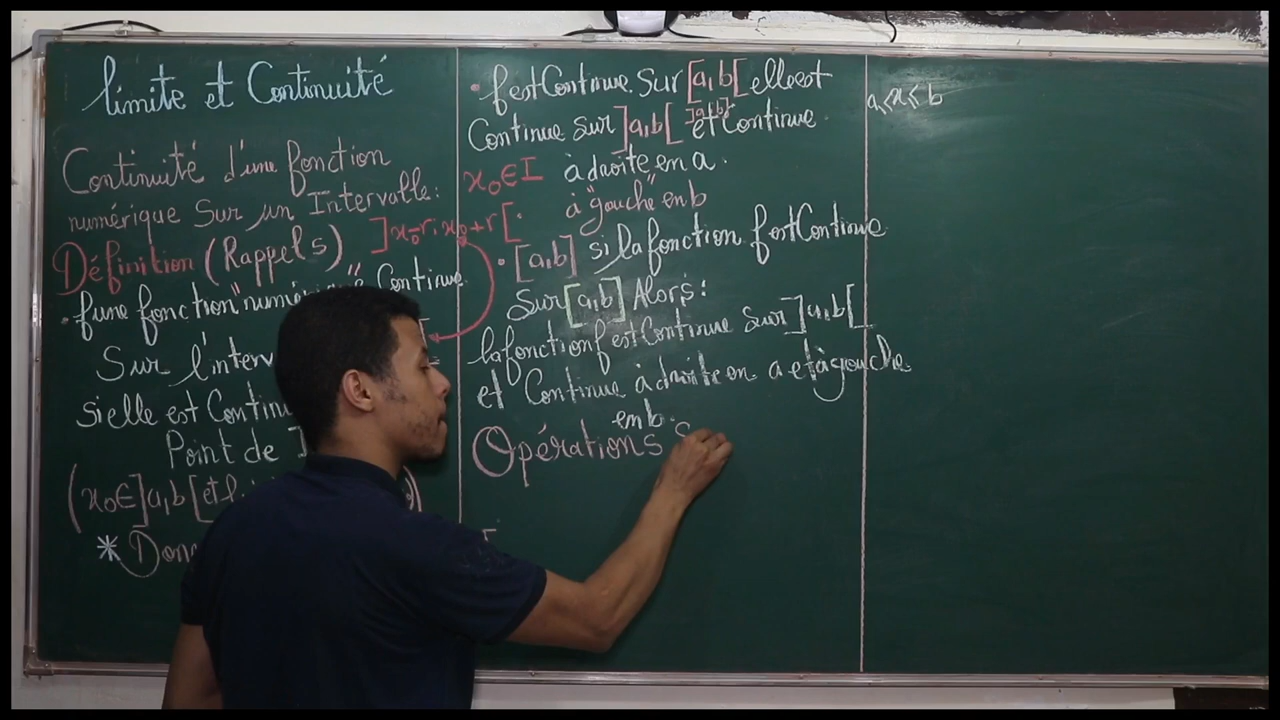 limite et Continuité
Continuité d'une fonction
numérique Sur un Intervalle:
Définition (Rappels)
]x₀-r, x₀+r[
• f une fonction "numérique" Continue
Sur l'interv
si elle est Contin
Point de I
(x₀∈]a,b[ et
* Donc
• f est Continue Sur [a,b[ elle est
Continue sur ]a,b[ et Continue
]a,b]
x₀∈I à droite en a.
à "gauche" en b
• [a,b] si la fonction f est Continue
Sur [a,b] Alors:
la fonction f est Continue sur ]a,b[
et Continue à droite en a et à gauche
en b.
Opérations S
a≤x≤b